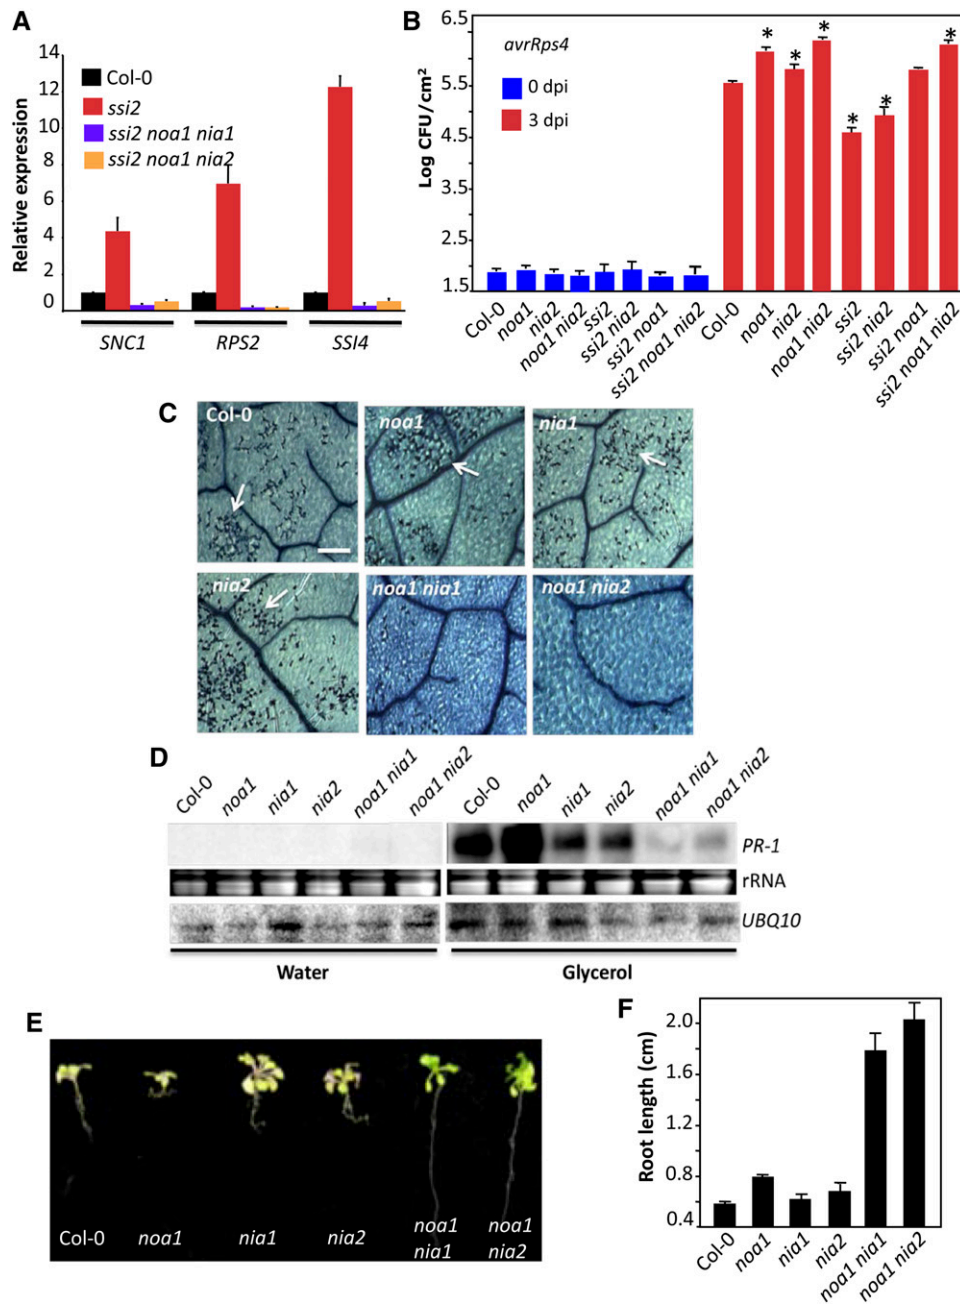 A
Relative expression
14
12
10
8
6
4
2
0
Col-0
ssi2
ssi2 noa1 nia1
ssi2 noa1 nia2
SNC1 RPS2 SSI4
B
Log CFU/cm²
6.5
5.5
4.5
2.5
1.5
avrRps4
0 dpi
3 dpi
* * * * * * *
Col-0 noa1 nia2 noa1 nia2 ssi2 ssi2 nia2 ssi2 noa1 ssi2 noa1 nia2 Col-0 noa1 nia2 noa1 nia2 ssi2 ssi2 nia2 ssi2 noa1 ssi2 noa1 nia2
C
Col-0 noa1 nia1
nia2 noa1 nia1 noa1 nia2
D
Col-0 noa1 nia1 nia2 noa1 nia1 noa1 nia2 Col-0 noa1 nia1 nia2 noa1 nia1 noa1 nia2
PR-1
rRNA
UBQ10
Water Glycerol
E
Col-0 noa1 nia1 nia2 noa1 nia1 noa1 nia2
F
Root length (cm)
2.0
1.6
1.2
0.8
0.4
Col-0 noa1 nia1 nia2 noa1 nia1 noa1 nia2